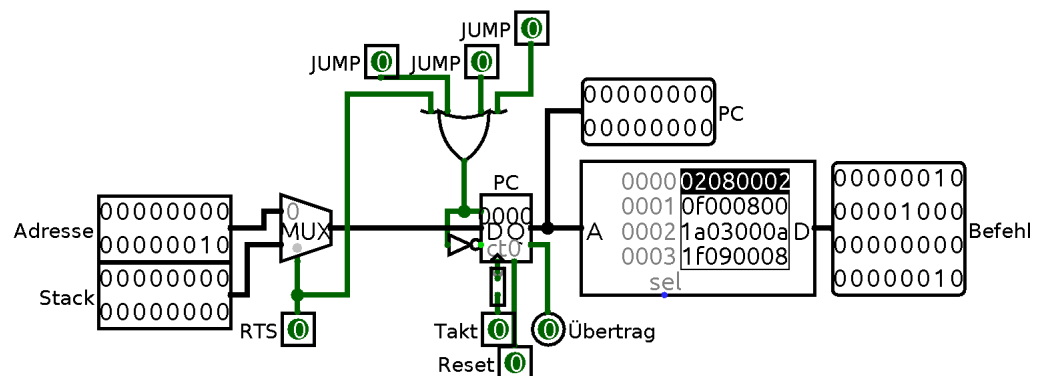 JUMP
JUMP
JUMP
0
0
0
00000000
00000000
PC
PC
0000
D Q
ct0
Adresse
00000000
00000010
Stack
00000000
00000000
0
MUX
RTS
0
Takt
0
Reset
0
0
Übertrag
A
0000 02080002
0001 0f000800
0002 1a03000a
0003 1f090008
D
sel
00000010
00001000
00000000
00000010
Befehl